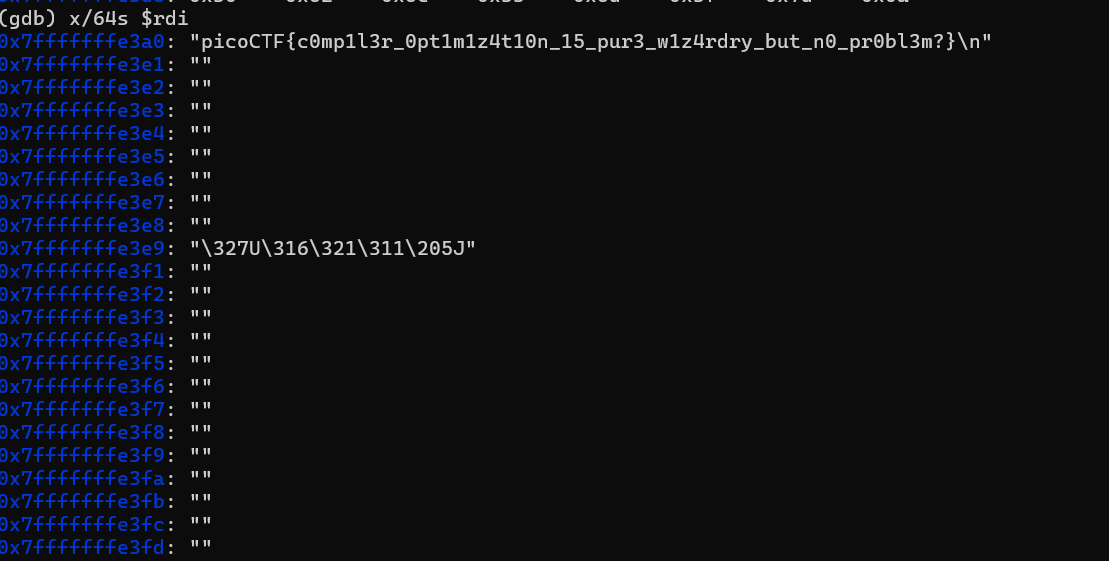 (gdb) x/64s $rdi
0x7fffffffe3a0: "picoCTF{c0mp1l3r_0pt1m1z4t10n_15_pur3_w1z4rdry_but_n0_pr0bl3m?}\n"
0x7fffffffe3e1: ""
0x7fffffffe3e2: ""
0x7fffffffe3e3: ""
0x7fffffffe3e4: ""
0x7fffffffe3e5: ""
0x7fffffffe3e6: ""
0x7fffffffe3e7: ""
0x7fffffffe3e8: ""
0x7fffffffe3e9: "\327U\316\321\311\205J"
0x7fffffffe3f1: ""
0x7fffffffe3f2: ""
0x7fffffffe3f3: ""
0x7fffffffe3f4: ""
0x7fffffffe3f5: ""
0x7fffffffe3f6: ""
0x7fffffffe3f7: ""
0x7fffffffe3f8: ""
0x7fffffffe3f9: ""
0x7fffffffe3fa: ""
0x7fffffffe3fb: ""
0x7fffffffe3fc: ""
0x7fffffffe3fd: ""